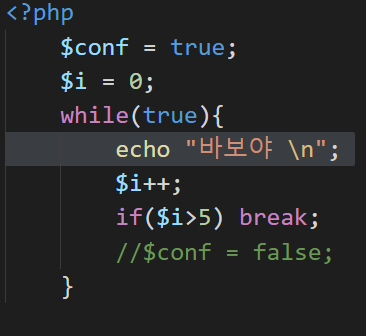 <?php
$conf = true;
$i = 0;
while(true){
echo "바보야 \n";
$i++;
if($i>5) break;
//$conf = false;
}